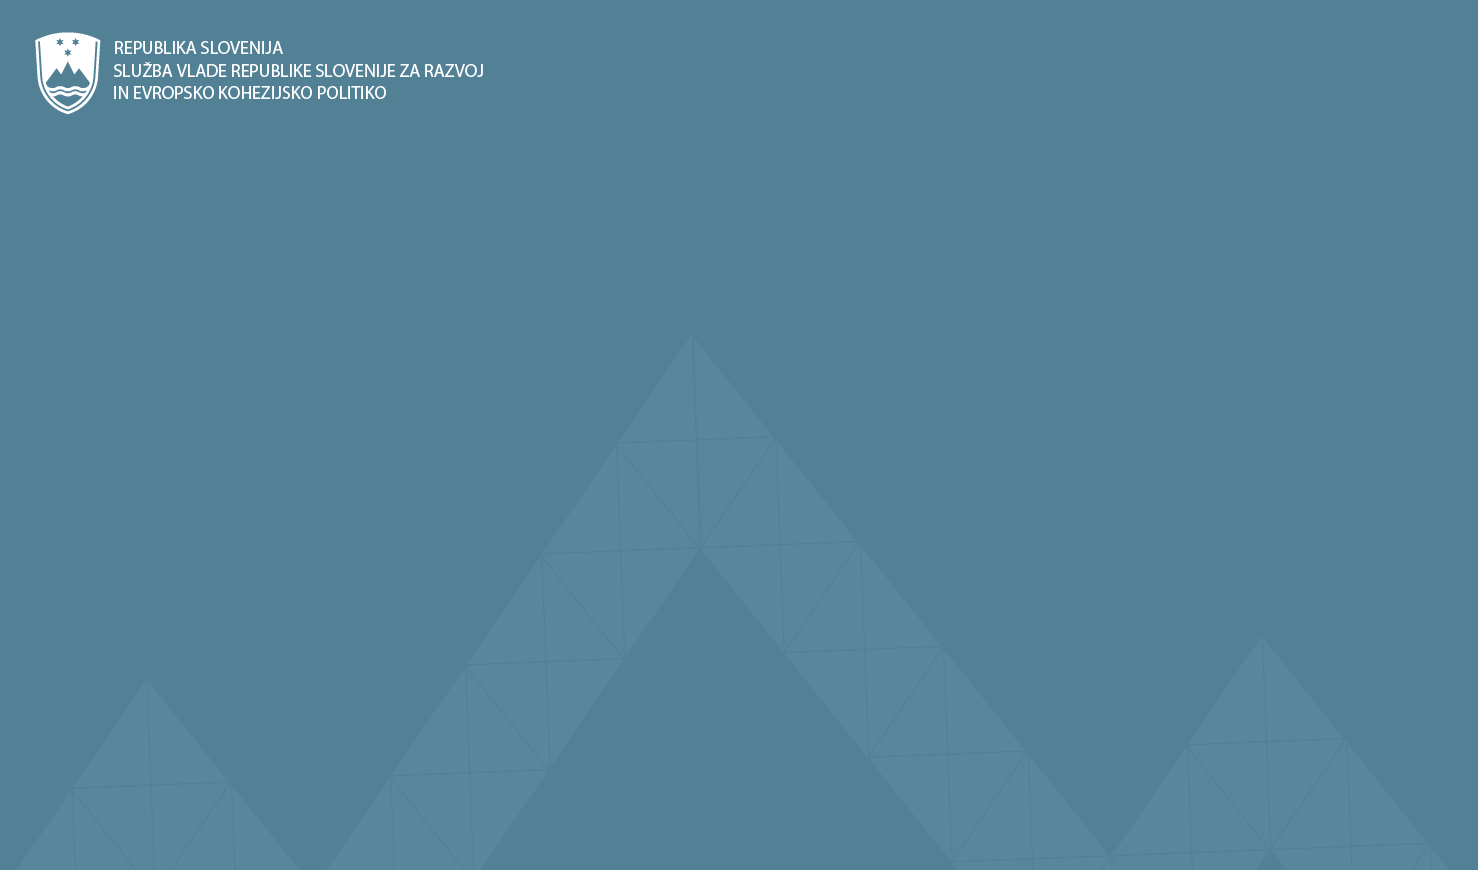 REPUBLIKA SLOVENIJA
SLUŽBA VLADE REPUBLIKE SLOVENIJE ZA RAZVOJ
IN EVROPSKO KOHEZIJSKO POLITIKO